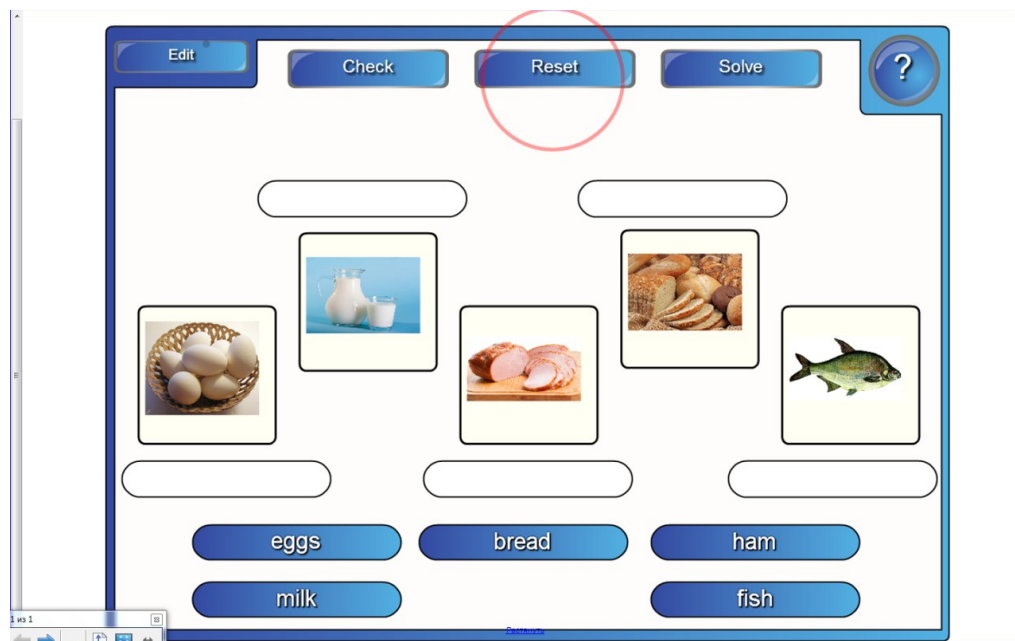 Edit
Check Reset Solve ?
eggs bread ham
milk fish
1 из 1